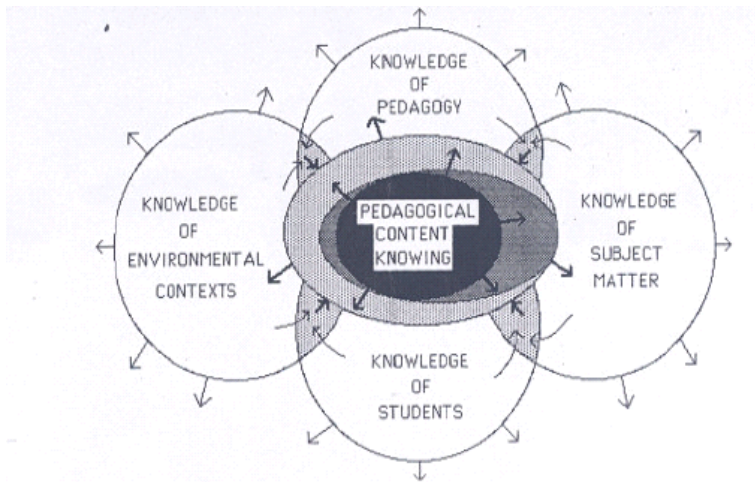 KNOWLEDGE
OF
PEDAGOGY
KNOWLEDGE
OF
ENVIRONMENTAL
CONTEXTS
PEDAGOGICAL
CONTENT
KNOWING
KNOWLEDGE
OF
SUBJECT
MATTER
KNOWLEDGE
OF
STUDENTS